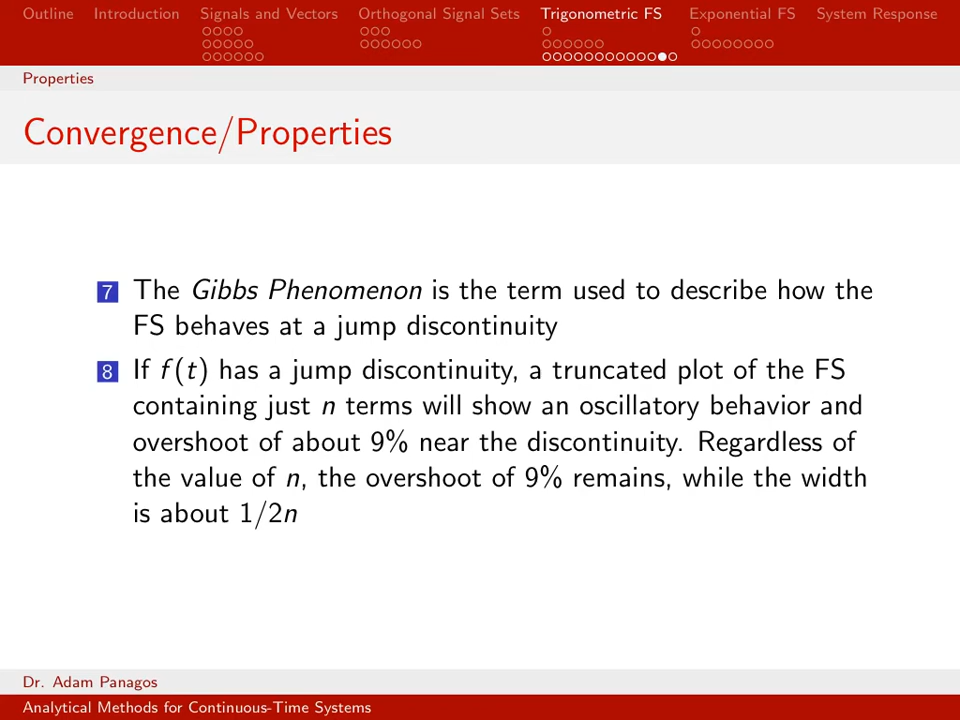 Outline Introduction Signals and Vectors Orthogonal Signal Sets Trigonometric FS Exponential FS System Response
Properties
Convergence/Properties
7 The Gibbs Phenomenon is the term used to describe how the
FS behaves at a jump discontinuity
8 If f(t) has a jump discontinuity, a truncated plot of the FS
containing just n terms will show an oscillatory behavior and
overshoot of about 9% near the discontinuity. Regardless of
the value of n, the overshoot of 9% remains, while the width
is about 1/2n
Dr. Adam Panagos
Analytical Methods for Continuous-Time Systems